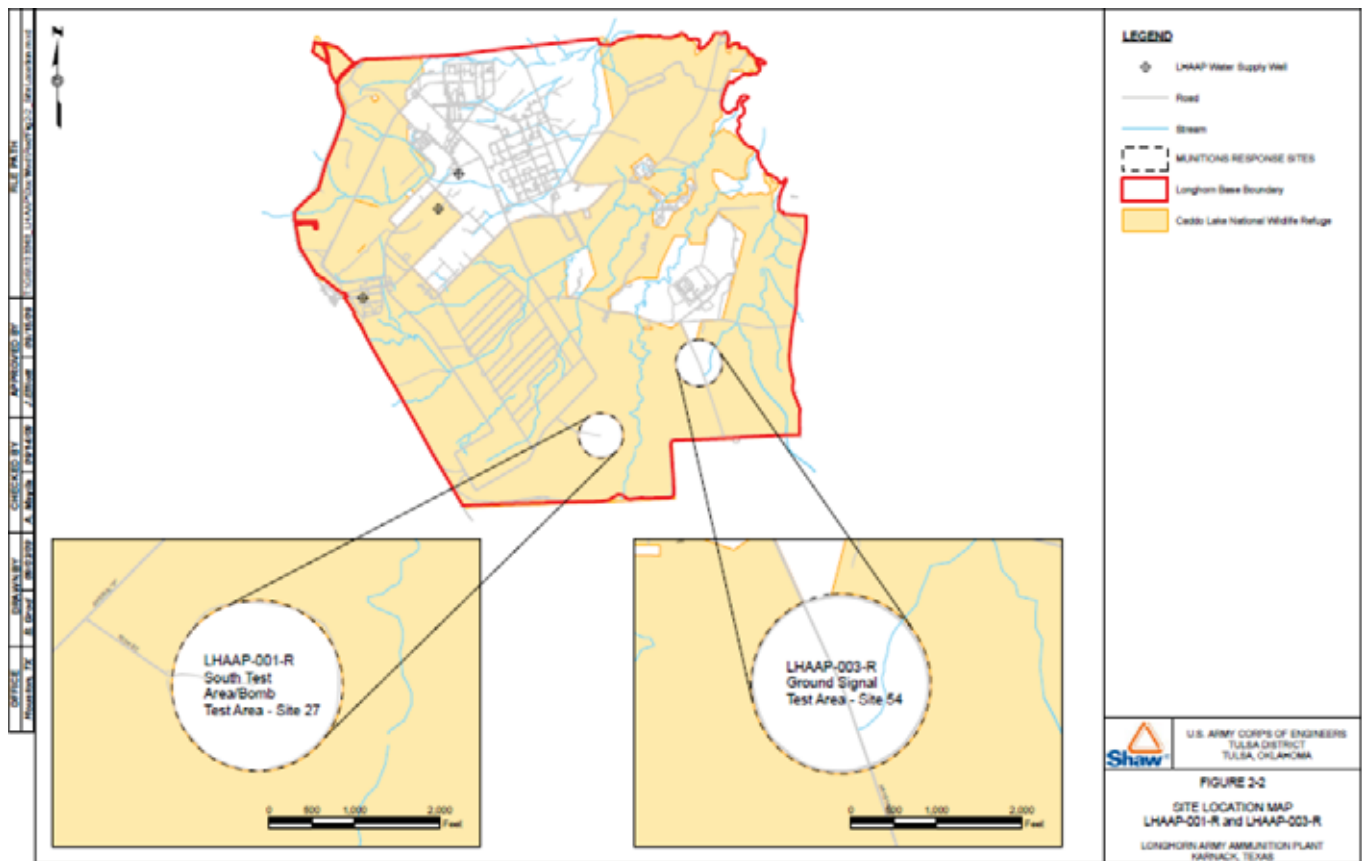 N
LEGEND
LHAAP Water Supply Well
Road
Stream
MUNITIONS RESPONSE SITES
Longhorn Base Boundary
Caddo Lake National Wildlife Refuge
OFFICE
Houston, TX
DRAWN BY
CHECKED BY
APPROVED BY
FILE PATH
LHAAP-001-R
South Test
Area/Bomb
Test Area - Site 27
0 500 1,000 2,000
Feet
LHAAP-003-R
Ground Signal
Test Area - Site 54
0 500 1,000 2,000
Feet
Shaw
U.S. ARMY CORPS OF ENGINEERS
TULSA DISTRICT
TULSA, OKLAHOMA
FIGURE 2-2
SITE LOCATION MAP
LHAAP-001-R and LHAAP-003-R
LONGHORN ARMY AMMUNITION PLANT
KARNACK, TEXAS